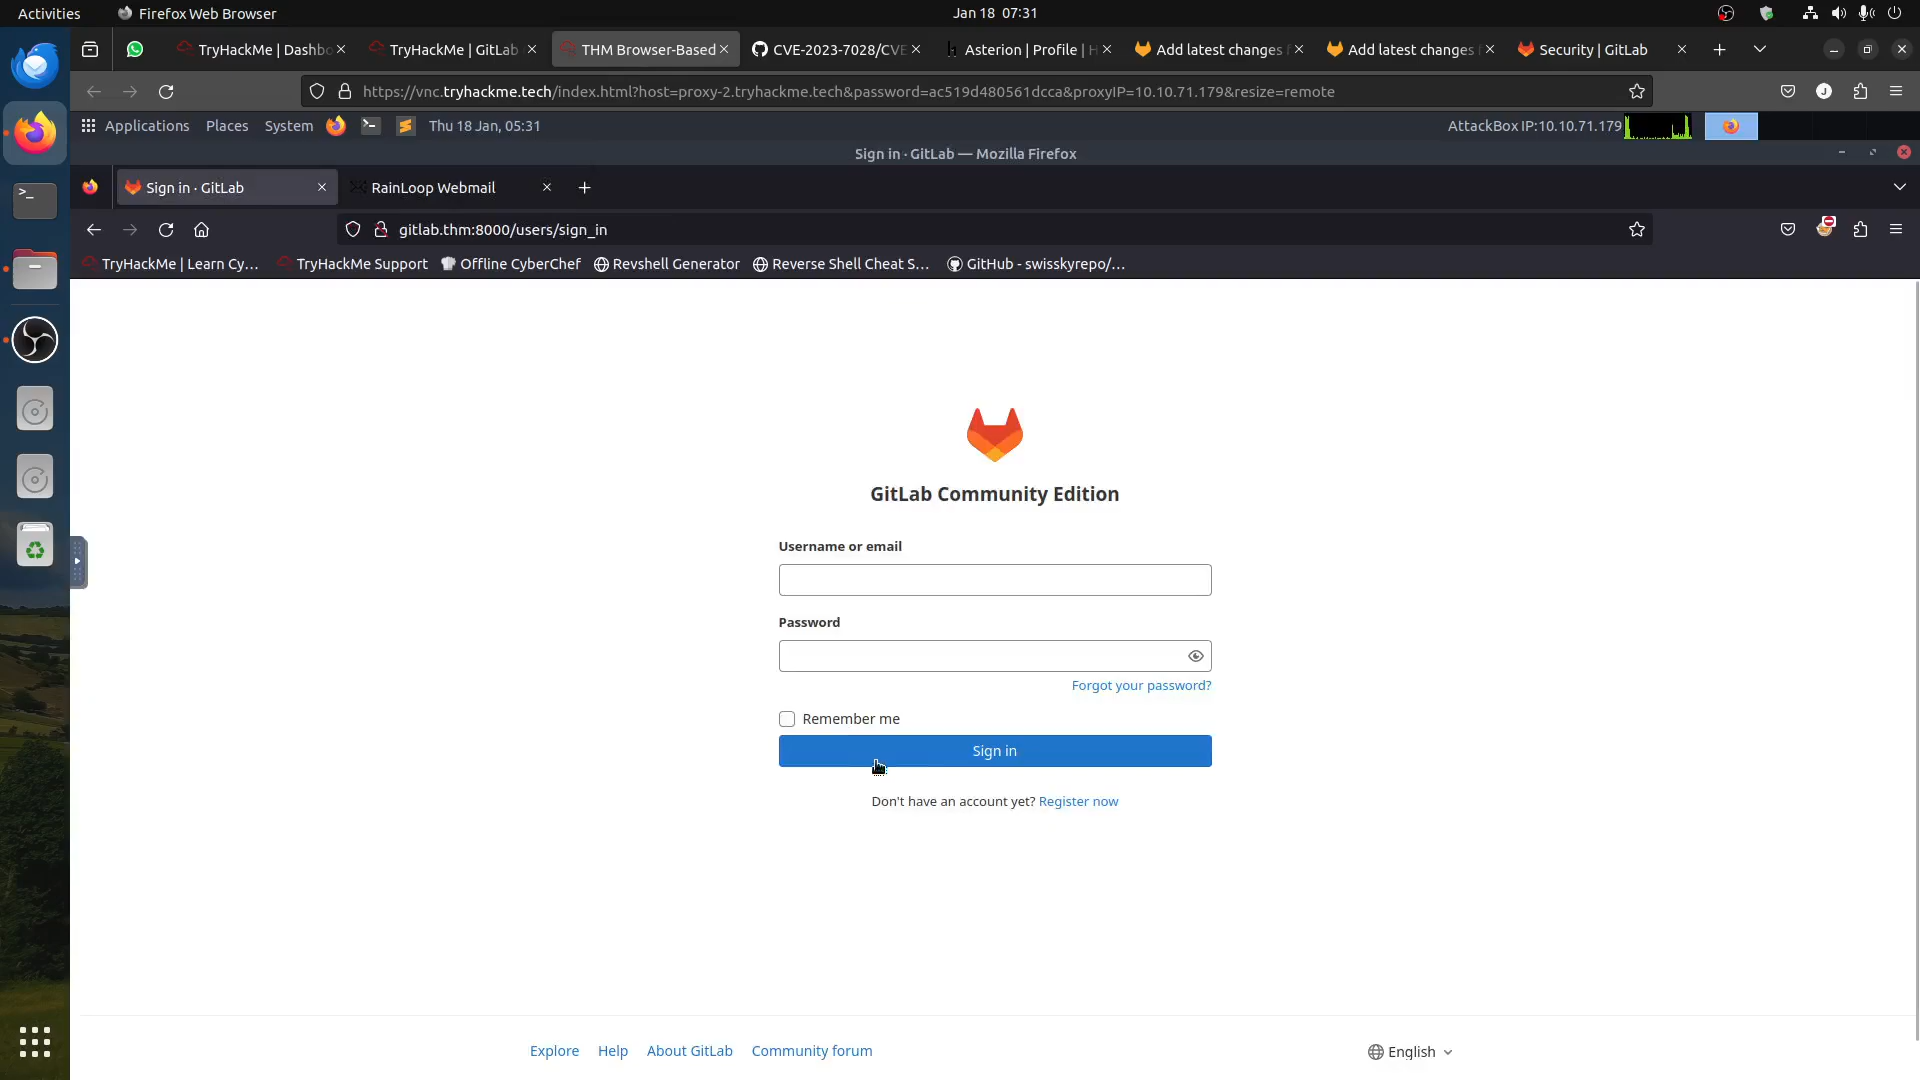 Activities
Firefox Web Browser
Jan 18 07:31
TryHackMe | Dashbo
TryHackMe | GitLab
THM Browser-Based
CVE-2023-7028/CVE
Asterion | Profile | H
Add latest changes f
Add latest changes f
Security | GitLab
https://vnc.tryhackme.tech/index.html?host=proxy-2.tryhackme.tech&password=ac519d480561dcca&proxyIP=10.10.71.179&resize=remote
J
Applications
Places
System
Thu 18 Jan, 05:31
AttackBox IP:10.10.71.179
Sign in · GitLab — Mozilla Firefox
Sign in · GitLab
RainLoop Webmail
gitlab.thm:8000/users/sign_in
TryHackMe | Learn Cy...
TryHackMe Support
Offline CyberChef
Revshell Generator
Reverse Shell Cheat S...
GitHub - swisskyrepo/...
GitLab Community Edition
Username or email
Password
Forgot your password?
Remember me
Sign in
Don't have an account yet? Register now
Explore
Help
About GitLab
Community forum
English